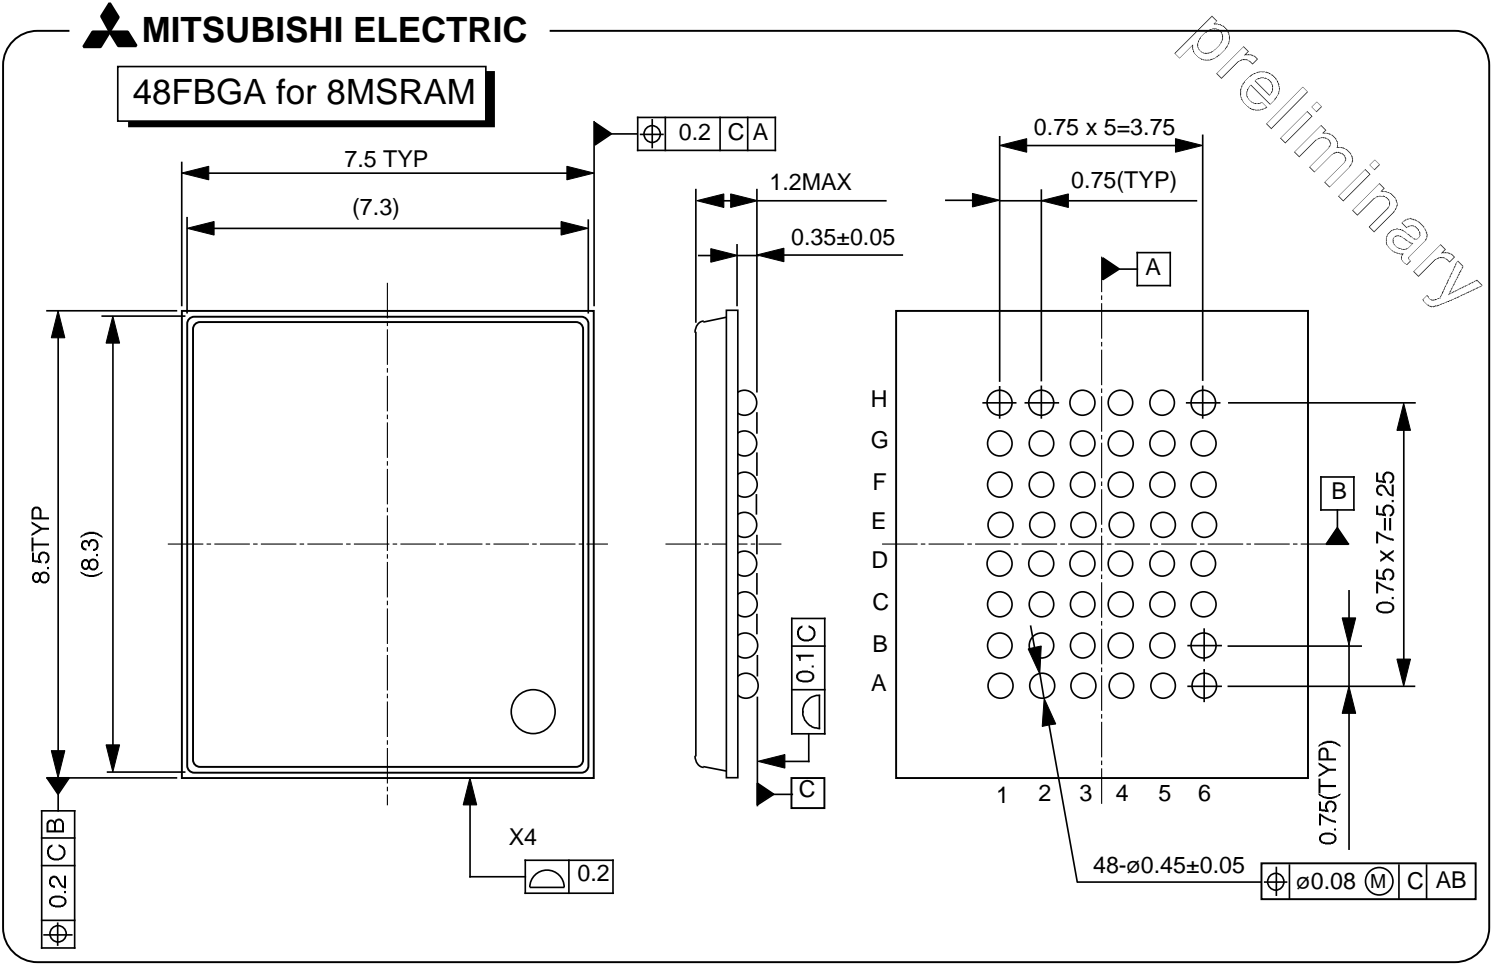 MITSUBISHI ELECTRIC
48FBGA for 8MSRAM
preliminary
0.2 C A
7.5 TYP
(7.3)
8.5TYP
(8.3)
0.2 C B
X4
0.2
1.2MAX
0.35±0.05
0.1 C
C
0.75 x 5=3.75
0.75(TYP)
A
H
G
F
E
D
C
B
A
1 2 3 4 5 6
B
0.75 x 7=5.25
0.75(TYP)
48-ø0.45±0.05
ø0.08 Ⓜ C AB